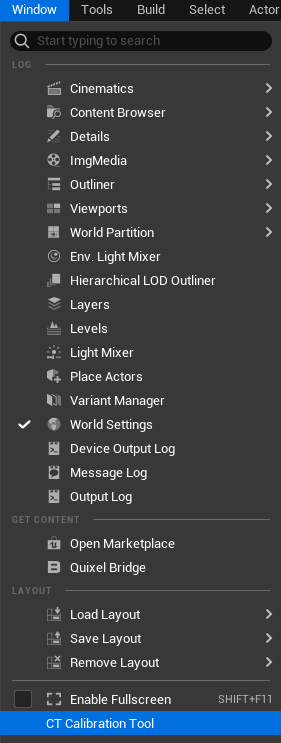 Window Tools Build Select Actor
Start typing to search
LOG
Cinematics
Content Browser
Details
ImgMedia
Outliner
Viewports
World Partition
Env. Light Mixer
Hierarchical LOD Outliner
Layers
Levels
Light Mixer
Place Actors
Variant Manager
World Settings
Device Output Log
Message Log
Output Log
GET CONTENT
Open Marketplace
Quixel Bridge
LAYOUT
Load Layout
Save Layout
Remove Layout
Enable Fullscreen SHIFT+F11
CT Calibration Tool